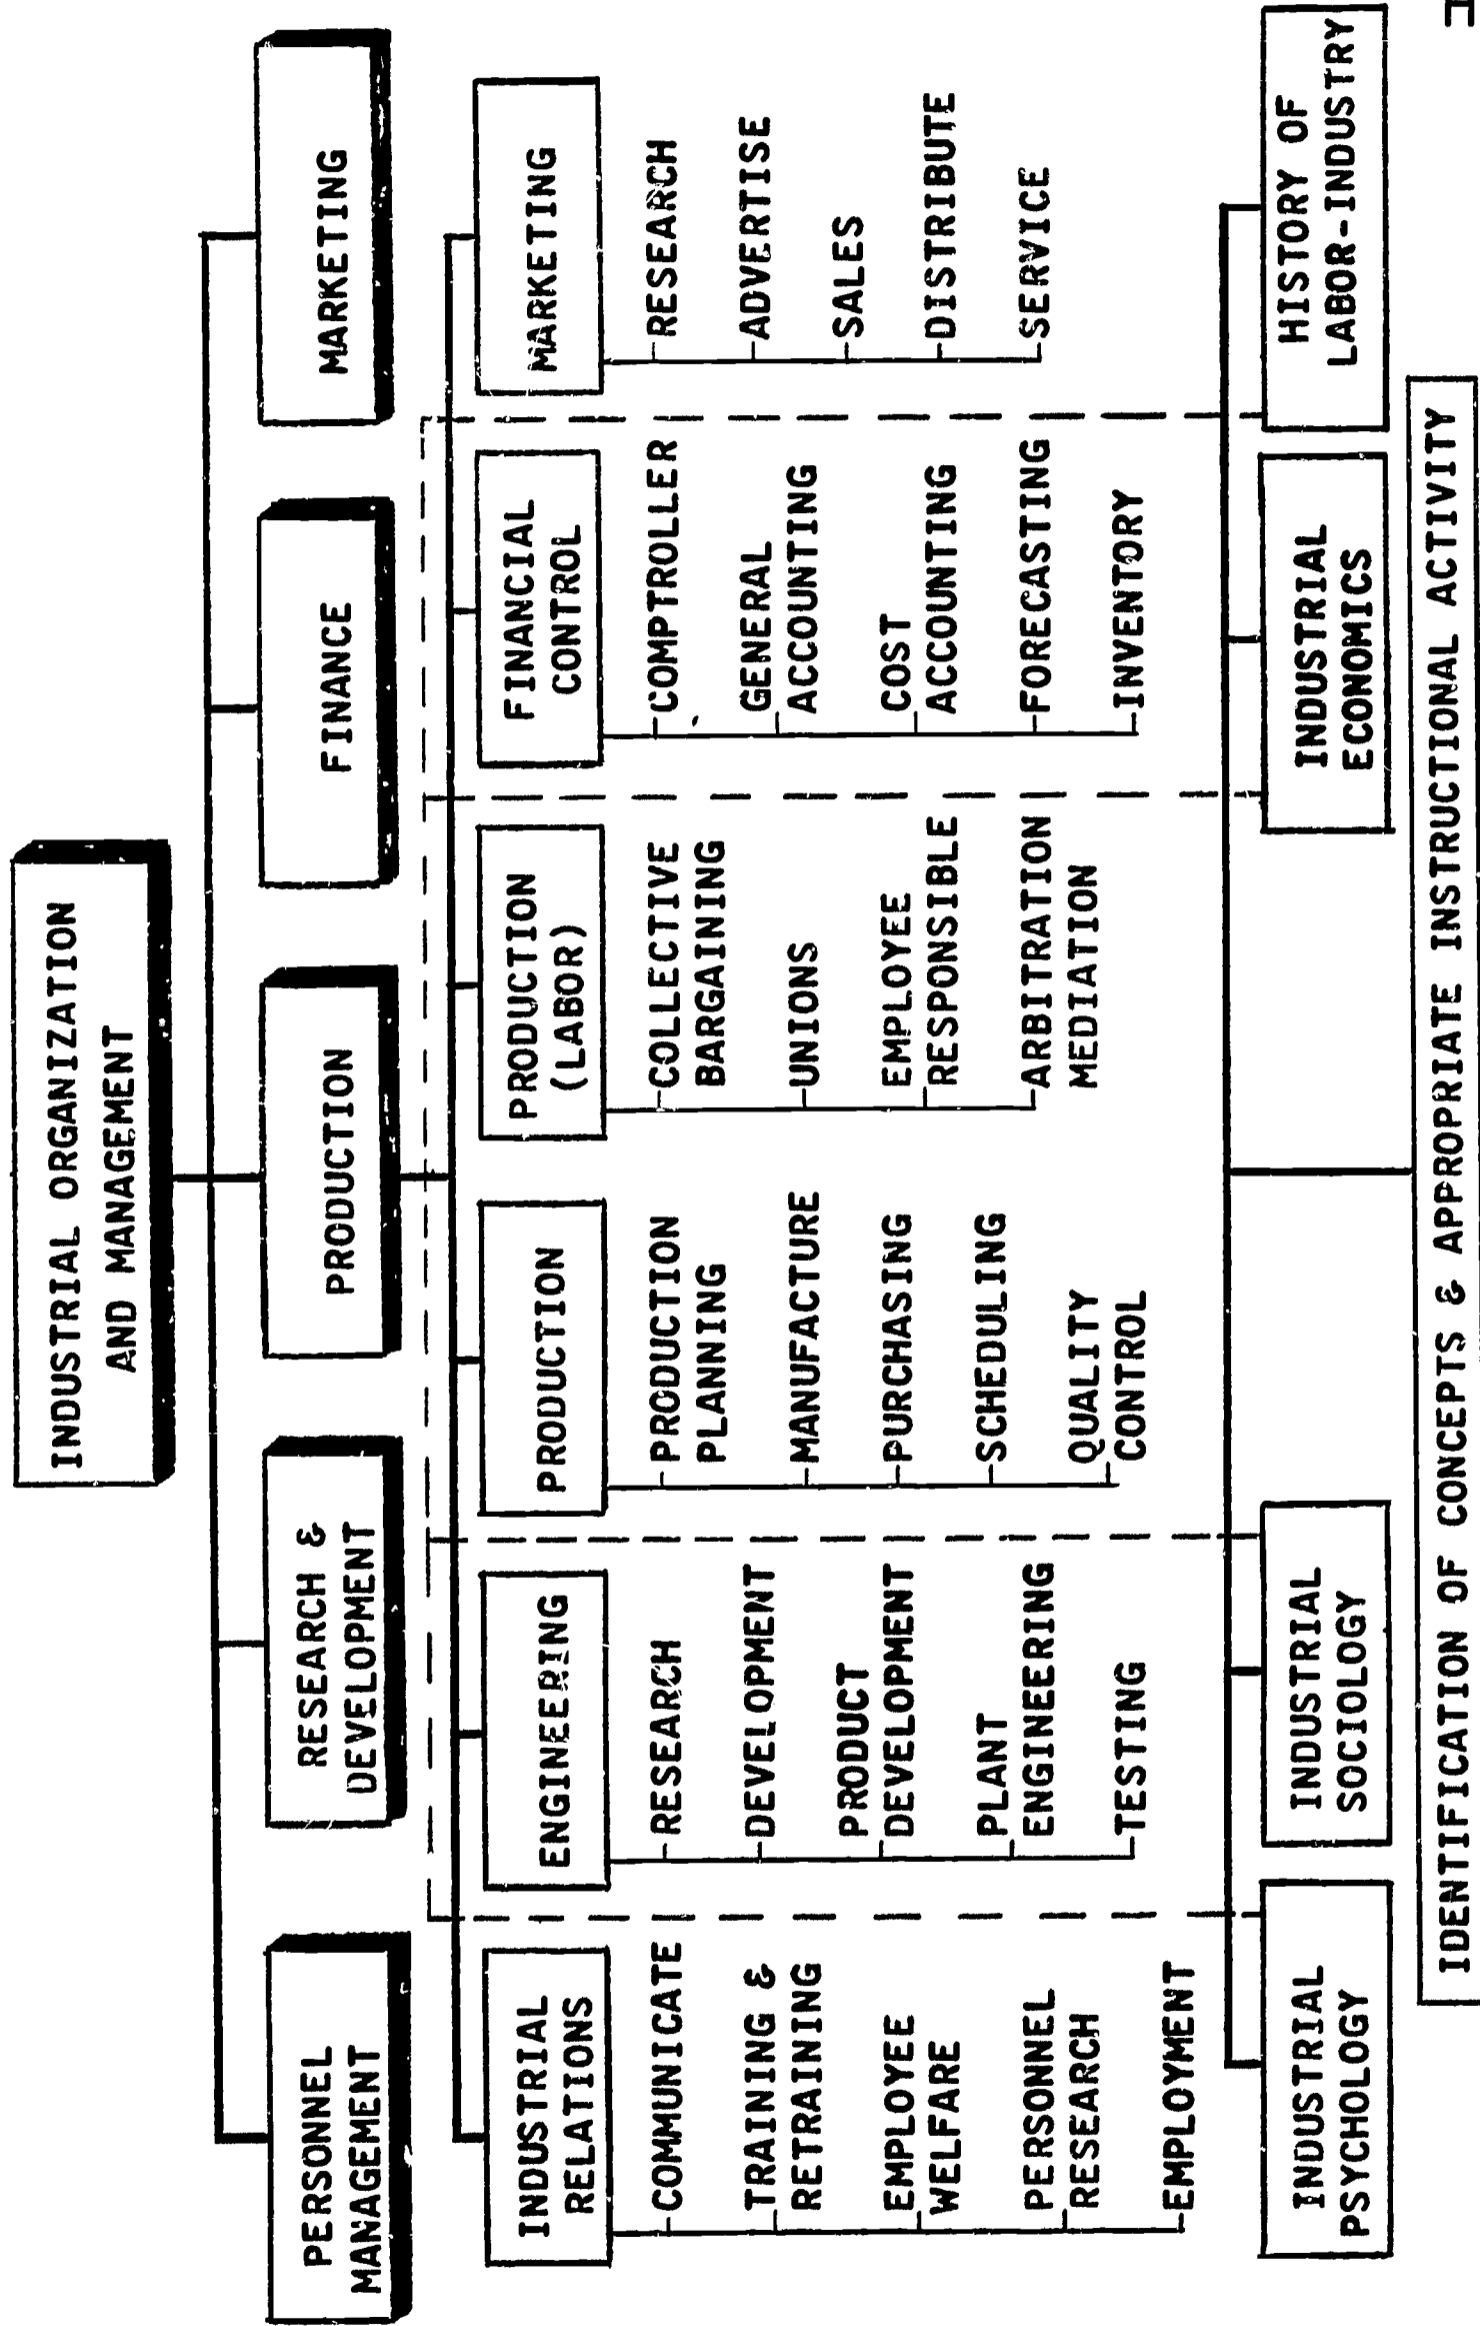 INDUSTRIAL ORGANIZATION
AND MANAGEMENT
PERSONNEL
MANAGEMENT
RESEARCH &
DEVELOPMENT
PRODUCTION
FINANCE
MARKETING
INDUSTRIAL
RELATIONS
COMMUNICATE
TRAINING &
RETRAINING
EMPLOYEE
WELFARE
PERSONNEL
RESEARCH
EMPLOYMENT
ENGINEERING
RESEARCH
DEVELOPMENT
PRODUCT
DEVELOPMENT
PLANT
ENGINEERING
TESTING
PRODUCTION
PRODUCTION
PLANNING
MANUFACTURE
PURCHASING
SCHEDULING
QUALITY
CONTROL
PRODUCTION
(LABOR)
COLLECTIVE
BARGAINING
UNIONS
EMPLOYEE
RESPONSIBLE
ARBITRATION
MEDIATION
FINANCIAL
CONTROL
COMPTROLLER
GENERAL
ACCOUNTING
COST
ACCOUNTING
FORECASTING
INVENTORY
MARKETING
RESEARCH
ADVERTISE
SALES
DISTRIBUTE
SERVICE
INDUSTRIAL
PSYCHOLOGY
INDUSTRIAL
SOCIOLOGY
INDUSTRIAL
ECONOMICS
HISTORY OF
LABOR-INDUSTRY
IDENTIFICATION OF CONCEPTS & APPROPRIATE INSTRUCTIONAL ACTIVITY